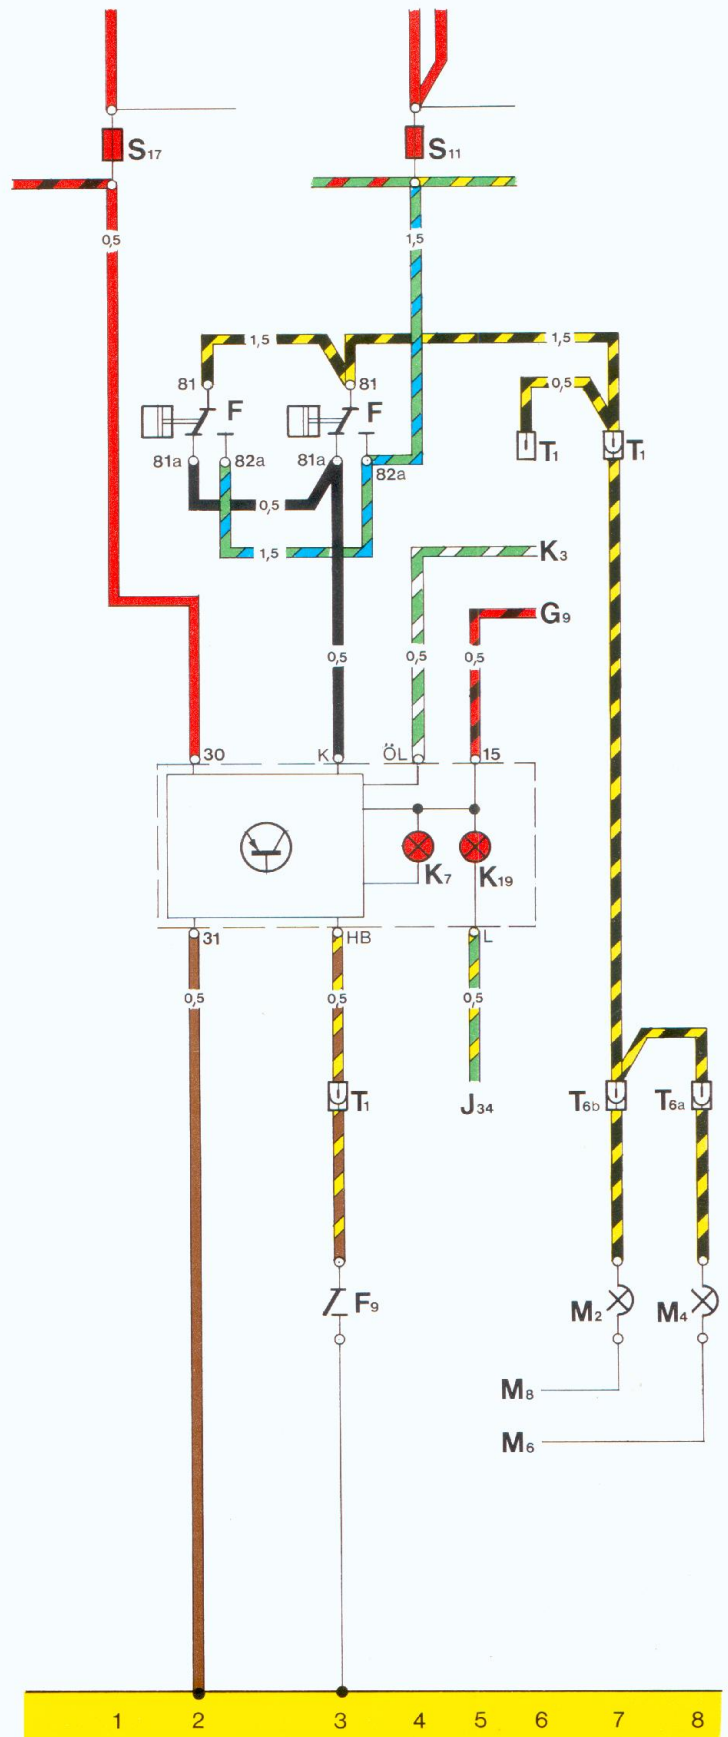 S17 S11
0,5 1,5
1,5 1,5
81 81 0,5
F F
T1 T1
81a 82a 81a 82a
0,5
1,5
K3
G9
0,5 0,5 0,5
30 K ÖL 15
K7 K19
31 HB L
0,5 0,5 0,5
T1 J34 T6b T6a
F9 M2 M4
M8
M6
1 2 3 4 5 6 7 8